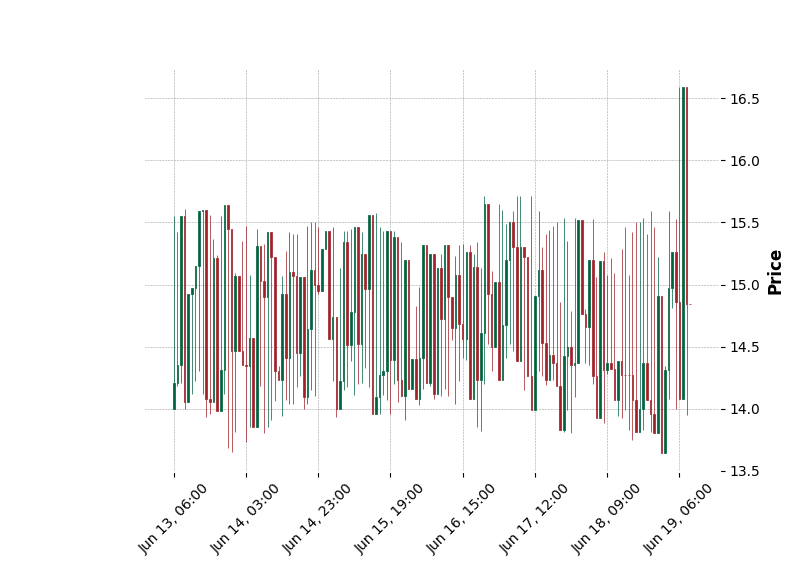 16.5
16.0
15.5
15.0
14.5
14.0
13.5
Price
Jun 13, 06:00
Jun 14, 03:00
Jun 14, 23:00
Jun 15, 19:00
Jun 16, 15:00
Jun 17, 12:00
Jun 18, 09:00
Jun 19, 06:00